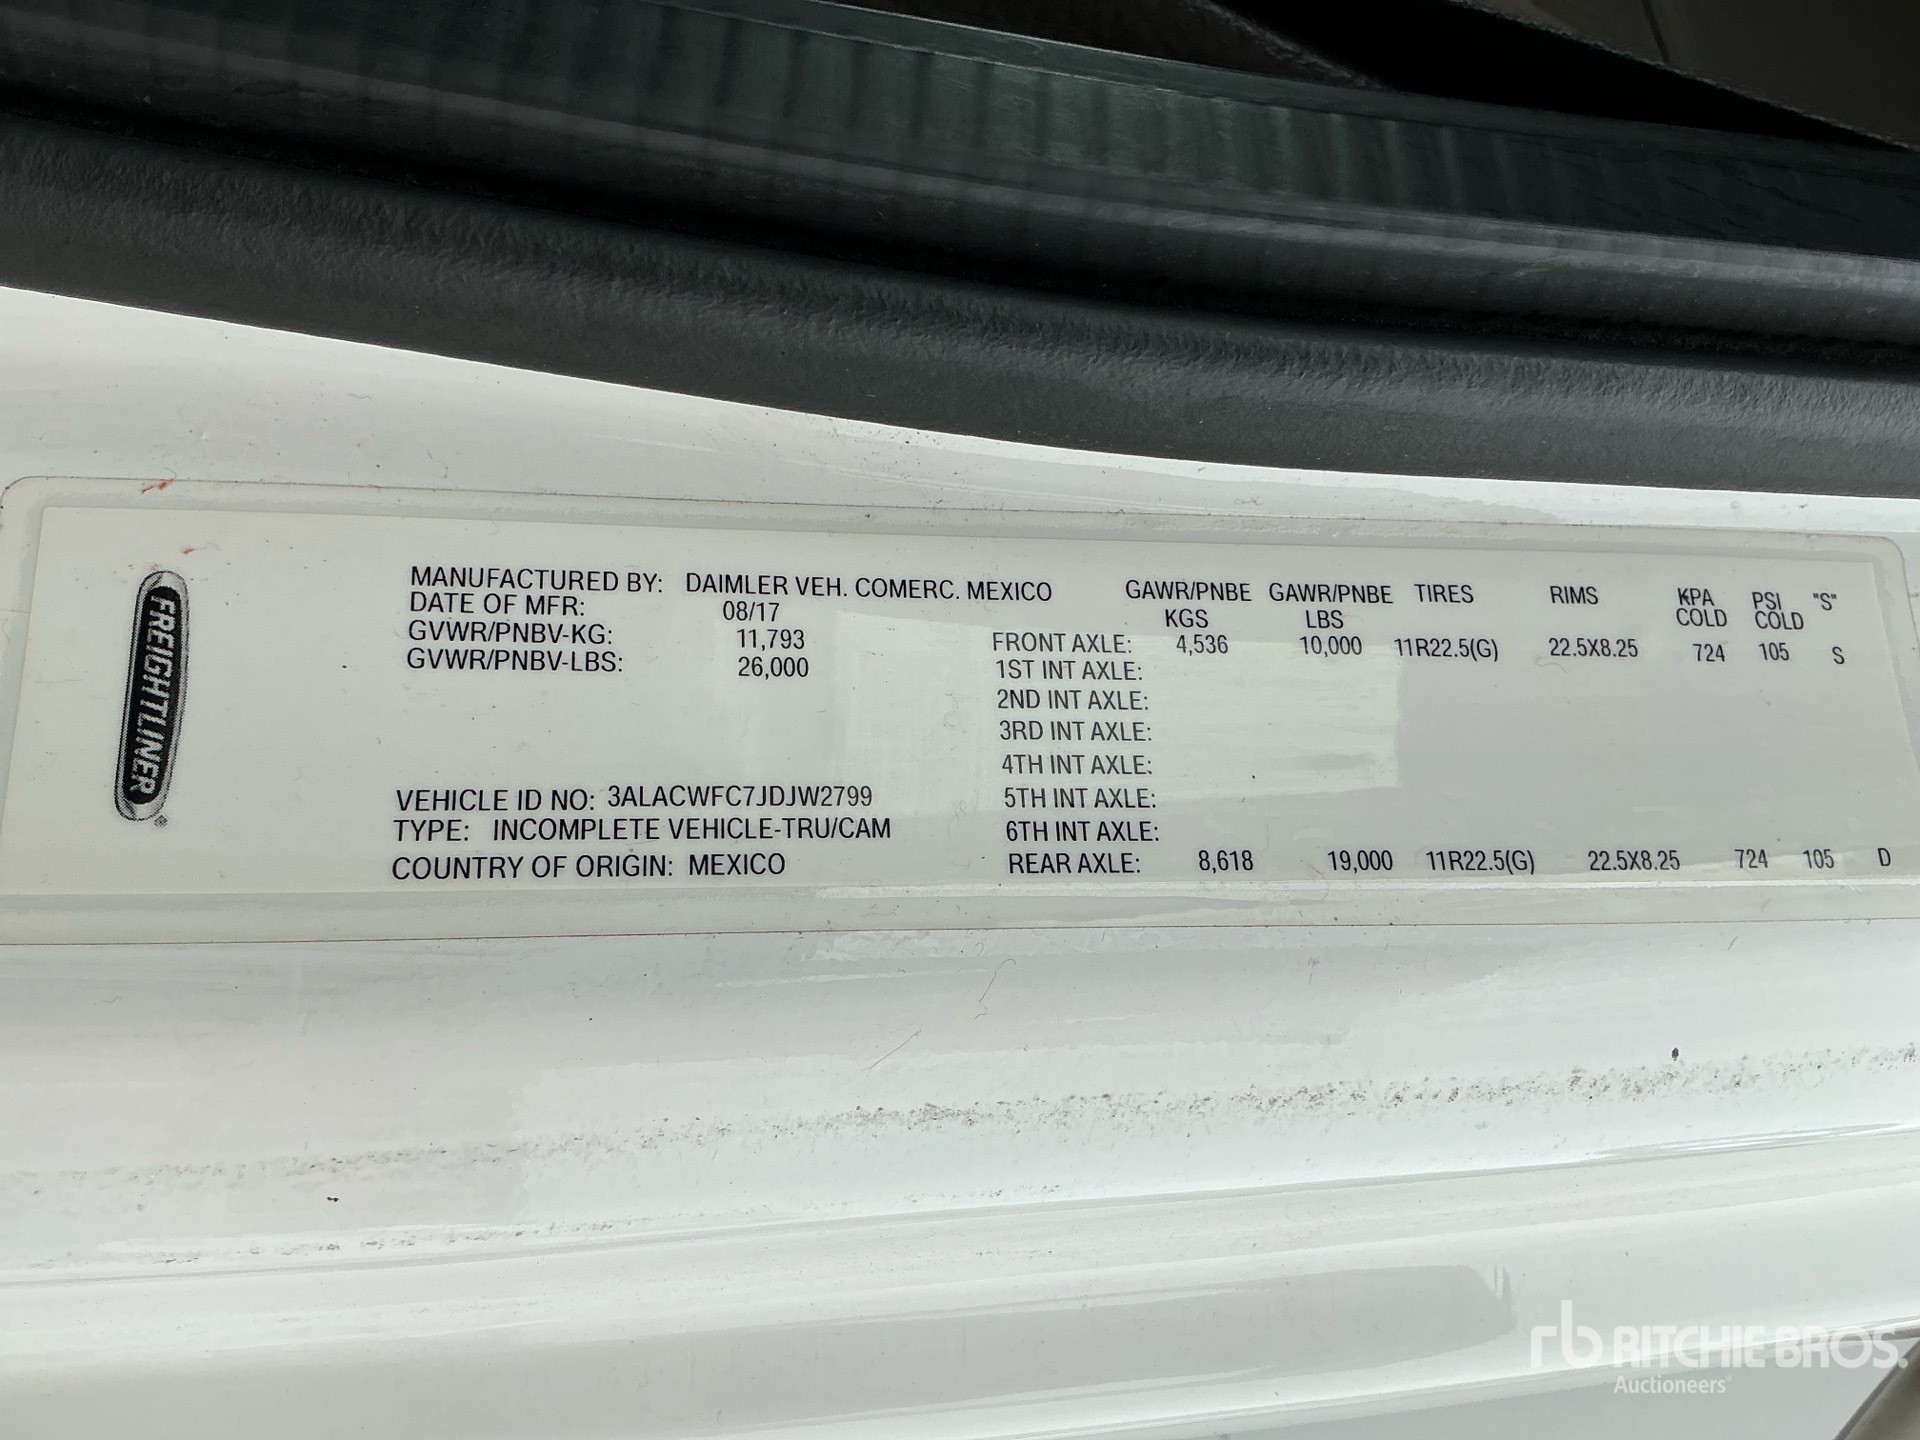 FREIGHTLINER®
MANUFACTURED BY: DAIMLER VEH. COMERC. MEXICO
DATE OF MFR: 08/17
GVWR/PNBV-KG: 11,793
GVWR/PNBV-LBS: 26,000
VEHICLE ID NO: 3ALACWFC7JDJW2799
TYPE: INCOMPLETE VEHICLE-TRU/CAM
COUNTRY OF ORIGIN: MEXICO
GAWR/PNBE GAWR/PNBE TIRES RIMS KPA PSI "S"
KGS LBS COLD COLD
FRONT AXLE: 4,536 10,000 11R22.5(G) 22.5X8.25 724 105 S
1ST INT AXLE:
2ND INT AXLE:
3RD INT AXLE:
4TH INT AXLE:
5TH INT AXLE:
6TH INT AXLE:
REAR AXLE: 8,618 19,000 11R22.5(G) 22.5X8.25 724 105 D
rb RITCHIE BROS.
Auctioneers